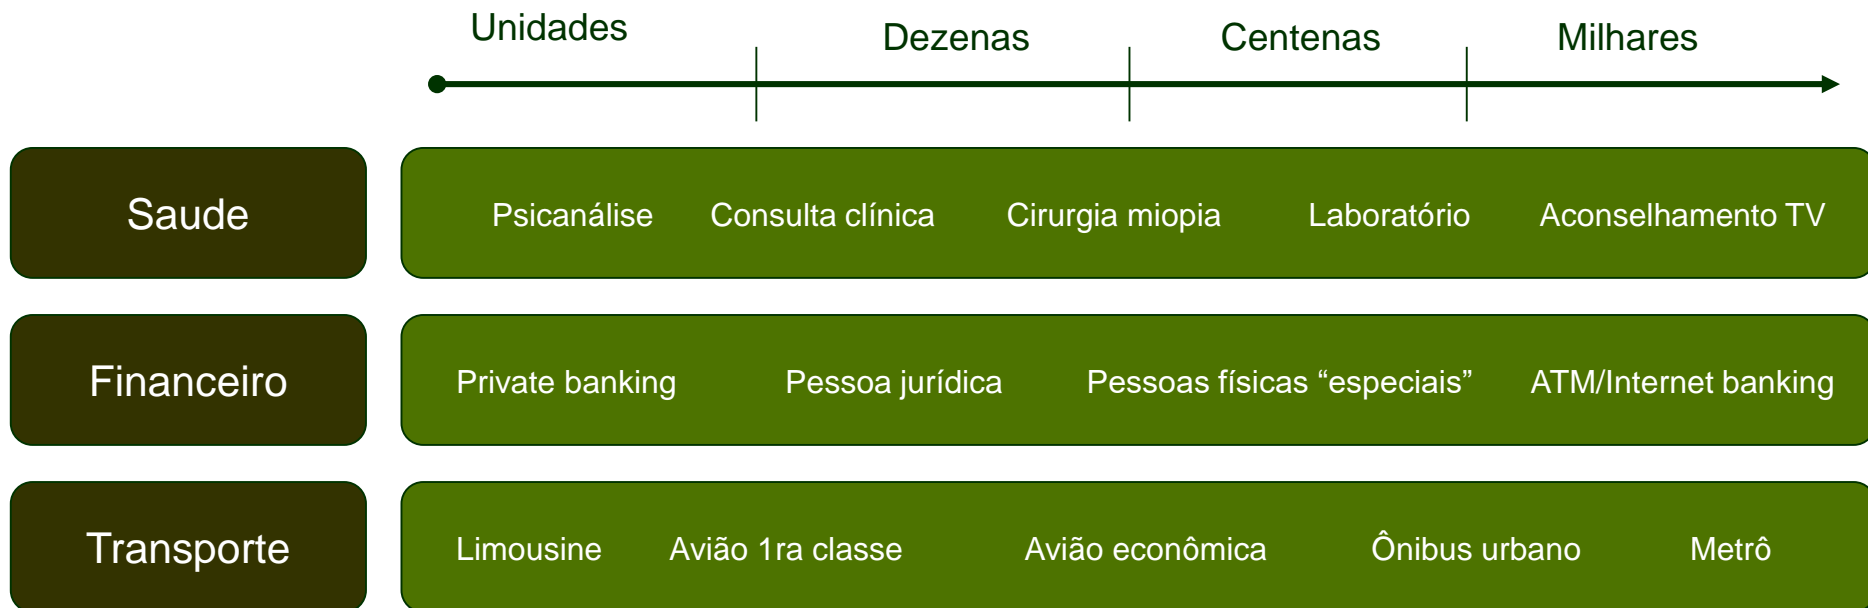 Unidades
Dezenas
Centenas
Milhares
Saude
Psicanálise
Consulta clínica
Cirurgia miopia
Laboratório
Aconselhamento TV
Financeiro
Private banking
Pessoa jurídica
Pessoas físicas “especiais”
ATM/Internet banking
Transporte
Limousine
Avião 1ra classe
Avião econômica
Ônibus urbano
Metrô